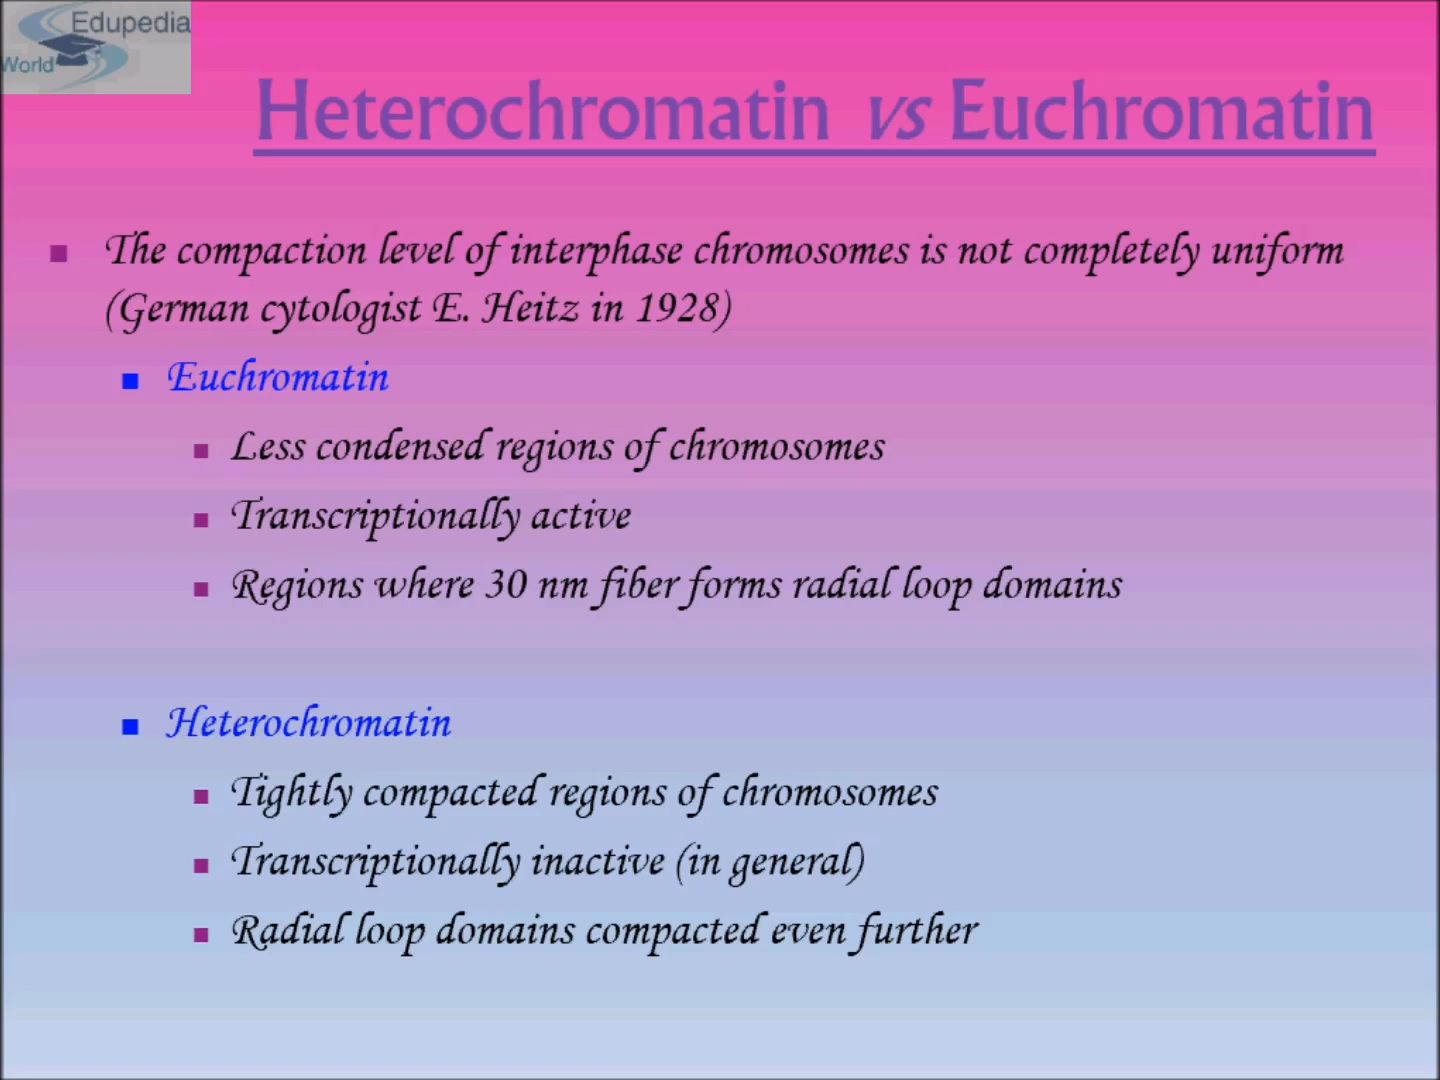 Edupedia
World
Heterochromatin vs Euchromatin
The compaction level of interphase chromosomes is not completely uniform
(German cytologist E. Heitz in 1928)
Euchromatin
Less condensed regions of chromosomes
Transcriptionally active
Regions where 30 nm fiber forms radial loop domains
Heterochromatin
Tightly compacted regions of chromosomes
Transcriptionally inactive (in general)
Radial loop domains compacted even further